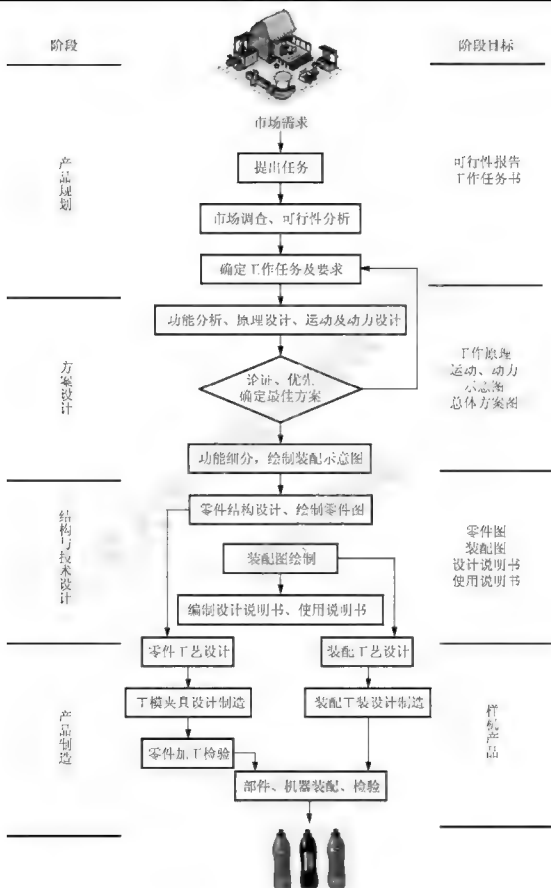 阶段
阶段目标
市场需求
提出任务
产品规划
可行性报告
工作任务书
市场调查、可行性分析
确定工作任务及要求
功能分析、原理设计、运动及动力设计
方案设计
论证、优先
确定最佳方案
工作原理
运动、动力
示意图
总体方案图
功能细分，绘制装配示意图
零件结构设计、绘制零件图
结构与技术设计
装配图绘制
零件图
装配图
设计说明书
使用说明书
编制设计说明书、使用说明书
零件工艺设计
装配工艺设计
产品制造
工模夹具设计制造
装配工装设计制造
样机产品
零件加工检验
部件、机器装配、检验